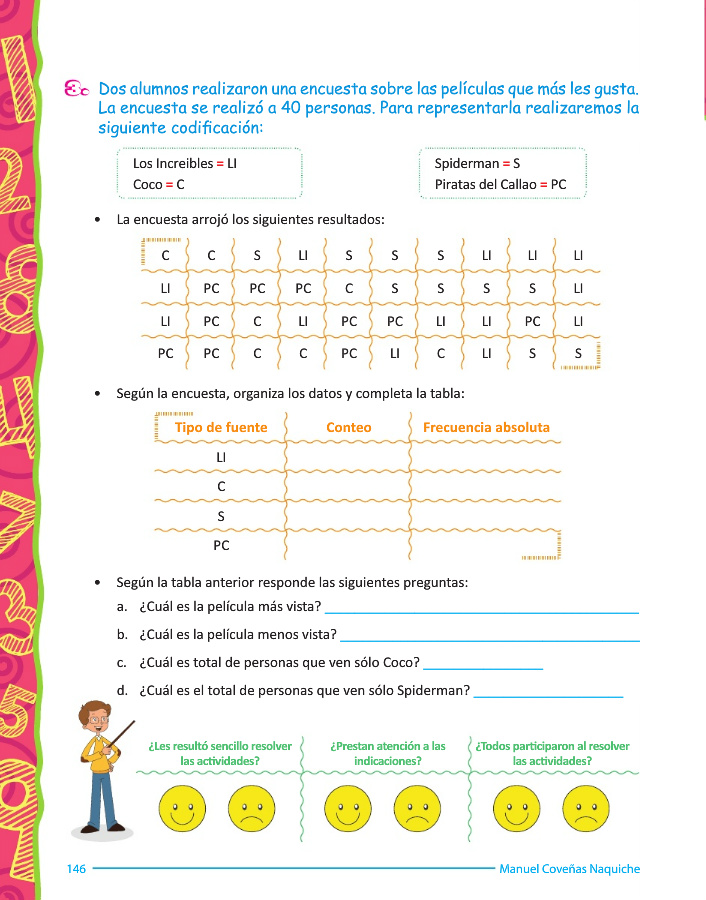 3. Dos alumnos realizaron una encuesta sobre las películas que más les gusta.
La encuesta se realizó a 40 personas. Para representarla realizaremos la
siguiente codificación:
Los Increibles = LI
Coco = C
Spiderman = S
Piratas del Callao = PC
• La encuesta arrojó los siguientes resultados:
C C S LI S S S LI LI LI
LI PC PC PC C S S S S LI
LI PC C LI PC PC LI LI PC LI
PC PC C C PC LI C LI S S
• Según la encuesta, organiza los datos y completa la tabla:
Tipo de fuente Conteo Frecuencia absoluta
LI
C
S
PC
• Según la tabla anterior responde las siguientes preguntas:
a. ¿Cuál es la película más vista?
b. ¿Cuál es la película menos vista?
c. ¿Cuál es total de personas que ven sólo Coco?
d. ¿Cuál es el total de personas que ven sólo Spiderman?
¿Les resultó sencillo resolver
las actividades?
¿Prestan atención a las
indicaciones?
¿Todos participaron al resolver
las actividades?
146
Manuel Coveñas Naquiche